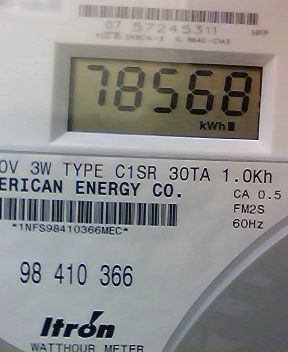 07 57245311
78568
kWh
0V 3W TYPE C1SR 30TA 1.0Kh
ERICAN ENERGY CO.
CA 0.5
FM2S
60Hz
*1NFS98410366MEC*
98 410 366
Itrón
WATTHOUR METER